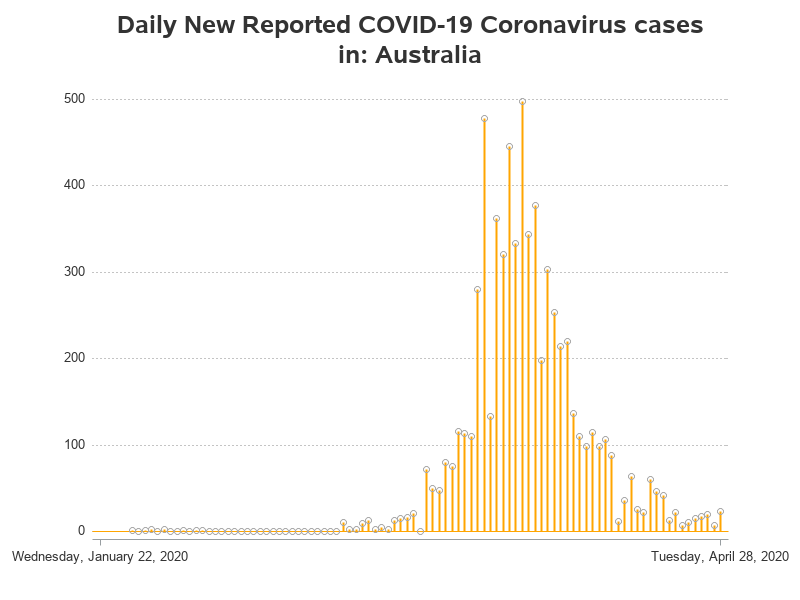 Daily New Reported COVID-19 Coronavirus cases
in: Australia
500
400
300
200
100
0
Wednesday, January 22, 2020
Tuesday, April 28, 2020